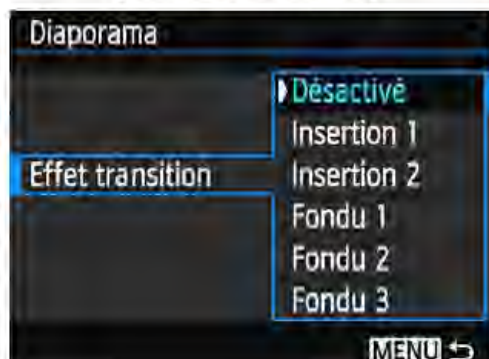 Diaporama
Désactivé
Insertion 1
Effet transition
Insertion 2
Fondu 1
Fondu 2
Fondu 3
MENU